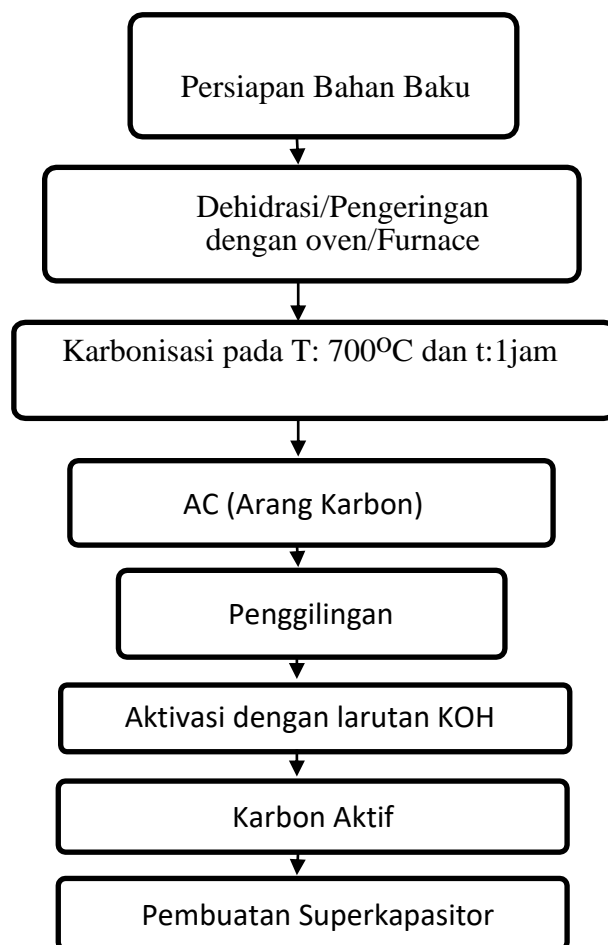 Persiapan Bahan Baku
Dehidrasi/Pengeringan
dengan oven/Furnace
Karbonisasi pada T: 700⁰C dan t:1jam
AC (Arang Karbon)
Penggilingan
Aktivasi dengan larutan KOH
Karbon Aktif
Pembuatan Superkapasitor